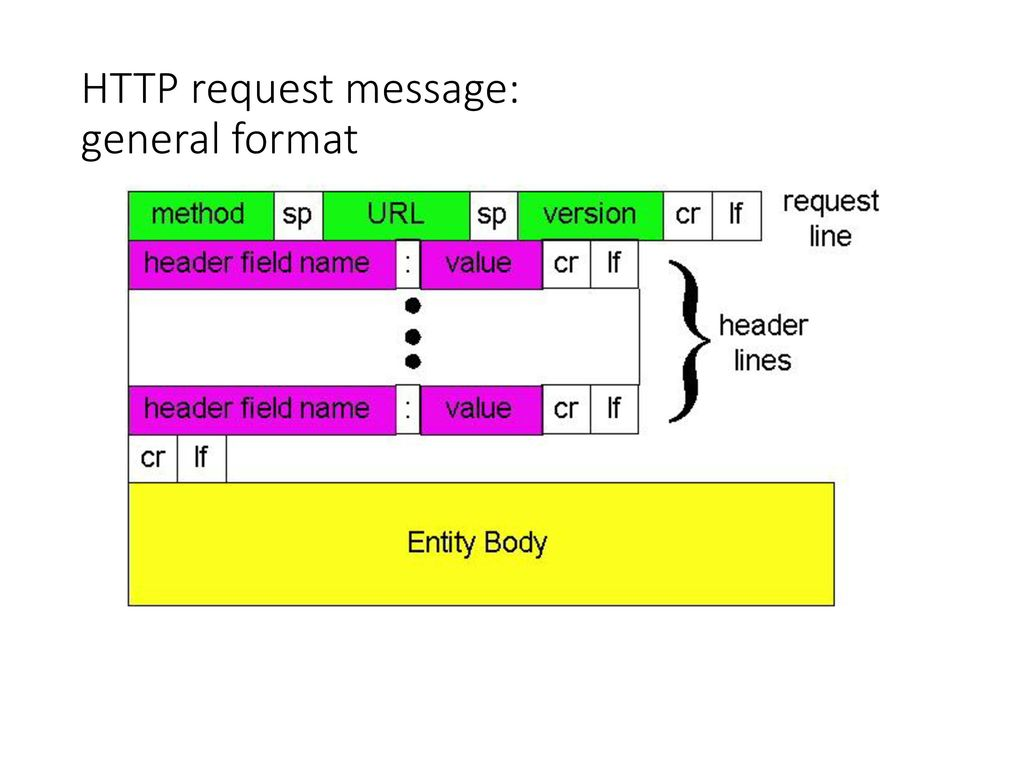 HTTP request message:
general format
method sp URL sp version cr lf
request
line
header field name : value cr lf
header
lines
header field name : value cr lf
cr lf
Entity Body